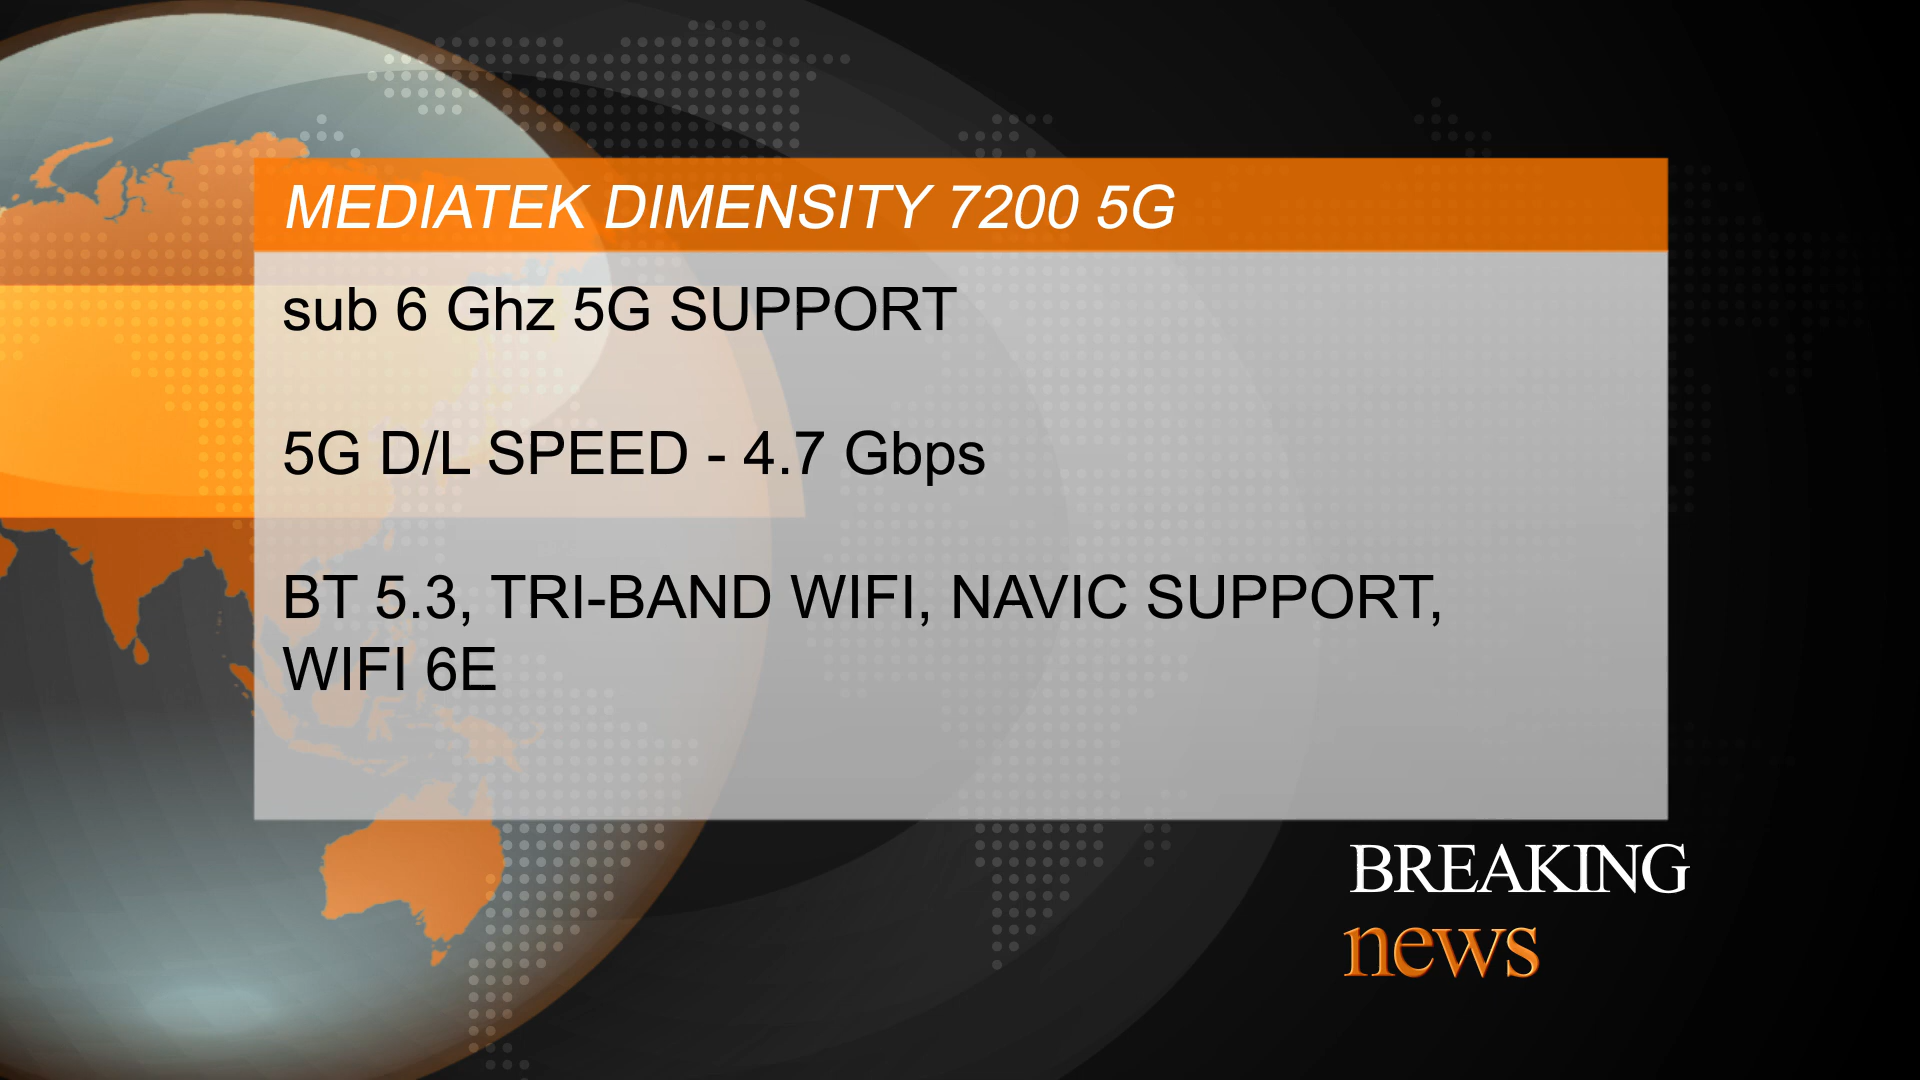 MEDIATEK DIMENSITY 7200 5G
sub 6 Ghz 5G SUPPORT
5G D/L SPEED - 4.7 Gbps
BT 5.3, TRI-BAND WIFI, NAVIC SUPPORT,
WIFI 6E
BREAKING
news